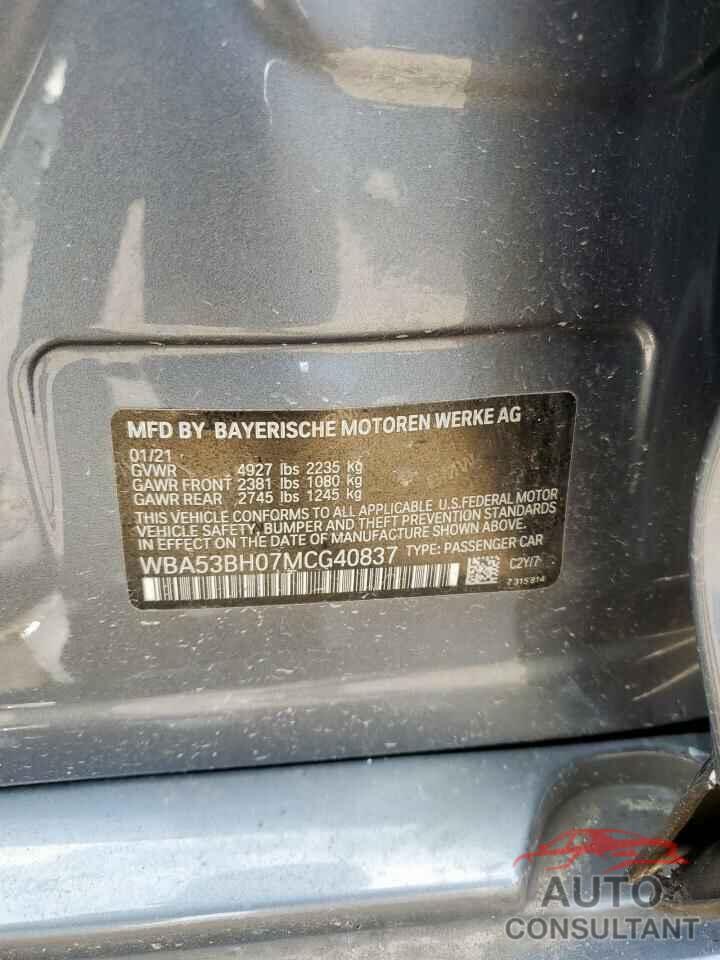 MFD BY BAYERISCHE MOTOREN WERKE AG
01/21
GVWR 4927 lbs 2235 kg
GAWR FRONT 2381 lbs 1080 kg
GAWR REAR 2745 lbs 1245 kg
THIS VEHICLE CONFORMS TO ALL APPLICABLE U.S.FEDERAL MOTOR
VEHICLE SAFETY, BUMPER AND THEFT PREVENTION STANDARDS
IN EFFECT ON THE DATE OF MANUFACTURE SHOWN ABOVE.
WBA53BH07MCG40837 TYPE: PASSENGER CAR
C2Y/7
7315814
AUTO
CONSULTANT